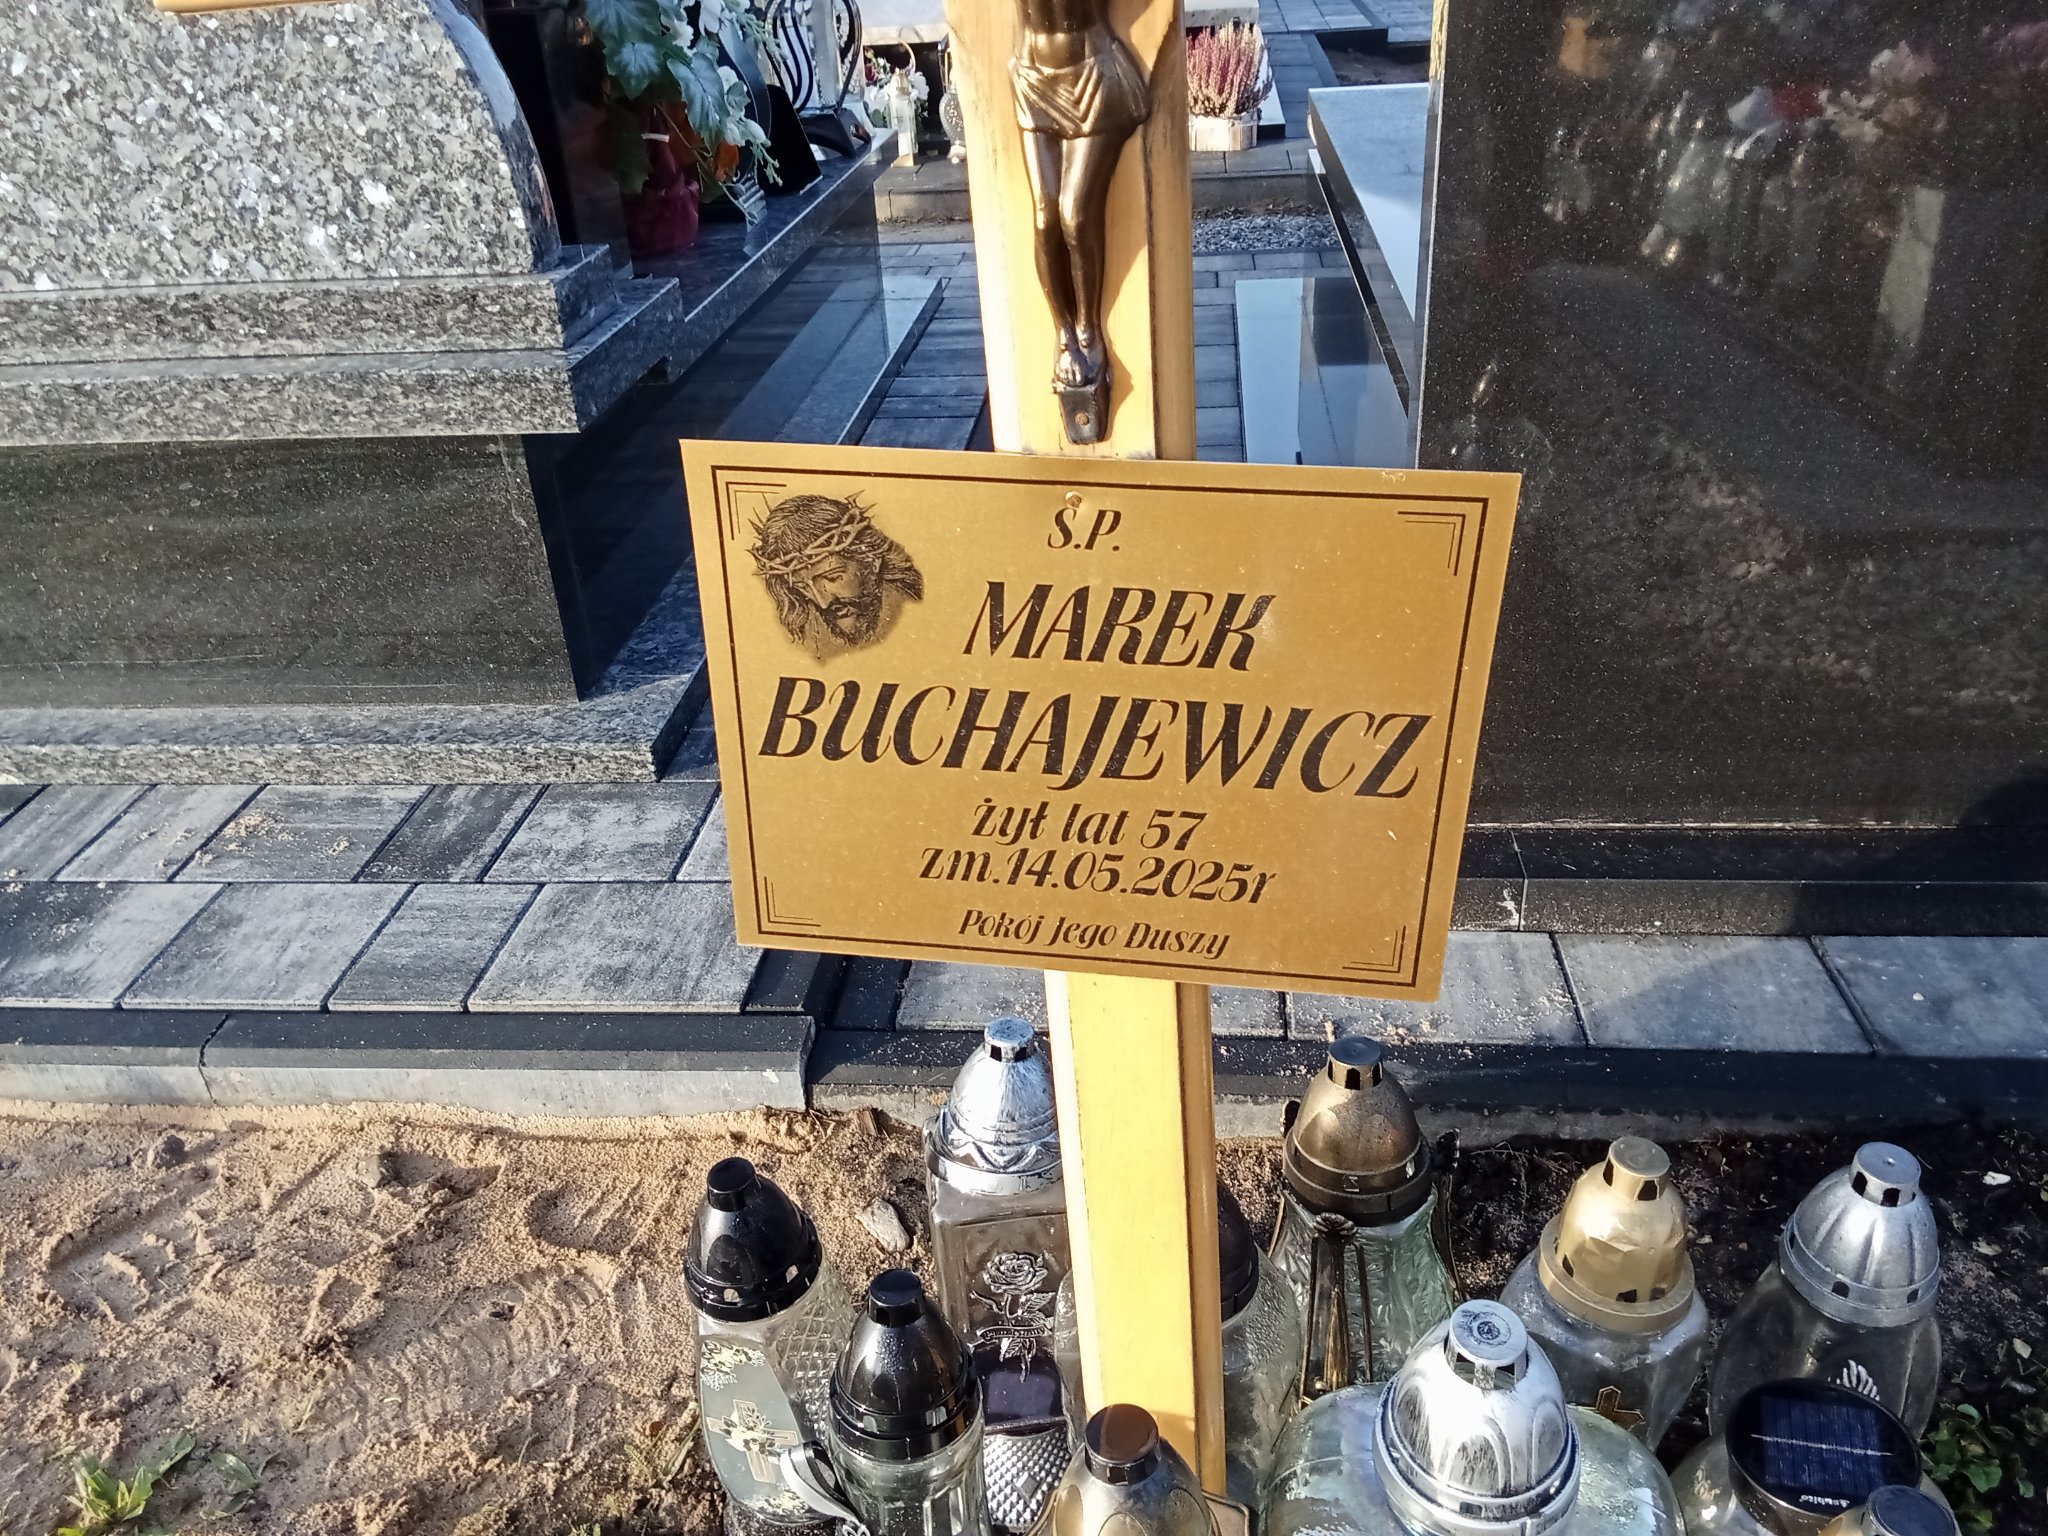 Ś.P.
MAREK
BUCHAJEWICZ
żył lat 57
zm.14.05.2025r
Pokój Jego Duszy